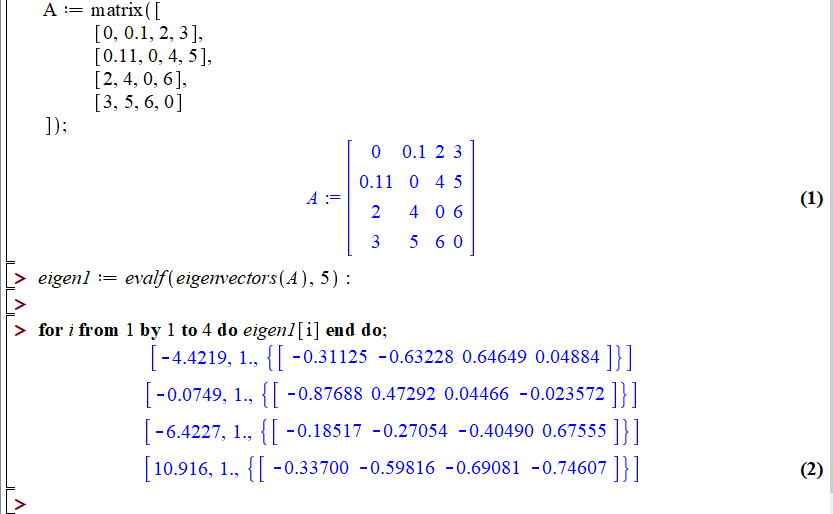 A := matrix([
[0, 0.1, 2, 3],
[0.11, 0, 4, 5],
[2, 4, 0, 6],
[3, 5, 6, 0]
]);
0 0.1 2 3
0.11 0 4 5
A := 2 4 0 6 (1)
3 5 6 0
> eigen1 := evalf(eigenvectors(A), 5) :
>
> for i from 1 by 1 to 4 do eigen1[i] end do;
[-4.4219, 1., {[ -0.31125 -0.63228 0.64649 0.04884 ]}]
[-0.0749, 1., {[ -0.87688 0.47292 0.04466 -0.023572 ]}]
[-6.4227, 1., {[ -0.18517 -0.27054 -0.40490 0.67555 ]}]
[10.916, 1., {[ -0.33700 -0.59816 -0.69081 -0.74607 ]}] (2)
>